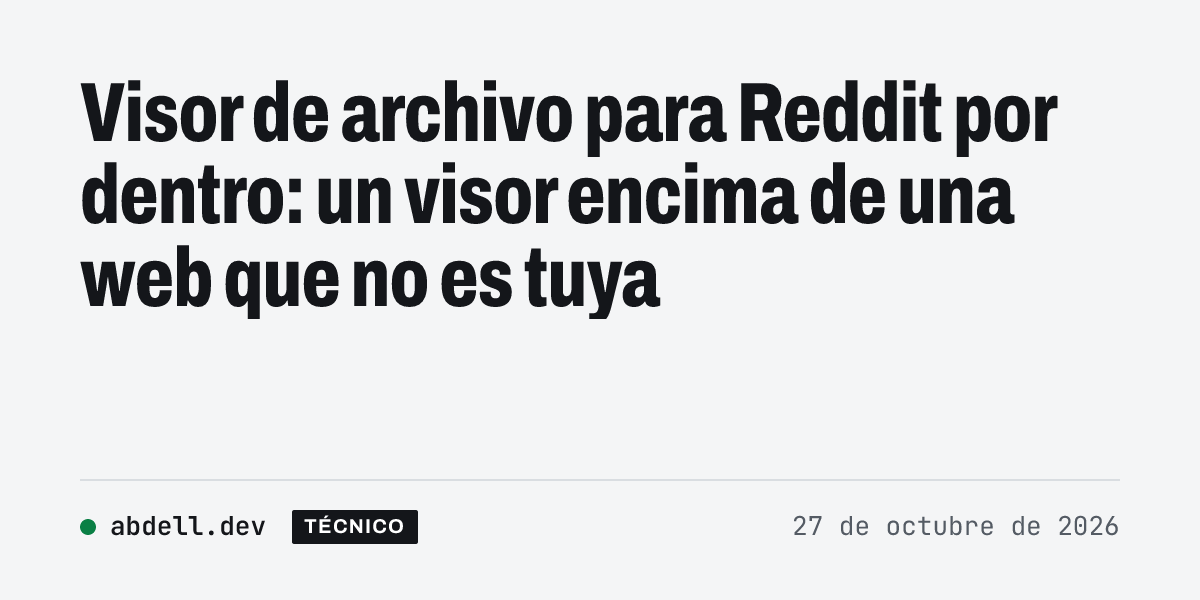 Visor de archivo para Reddit por
dentro: un visor encima de una
web que no es tuya
abdell.dev TÉCNICO 27 de octubre de 2026